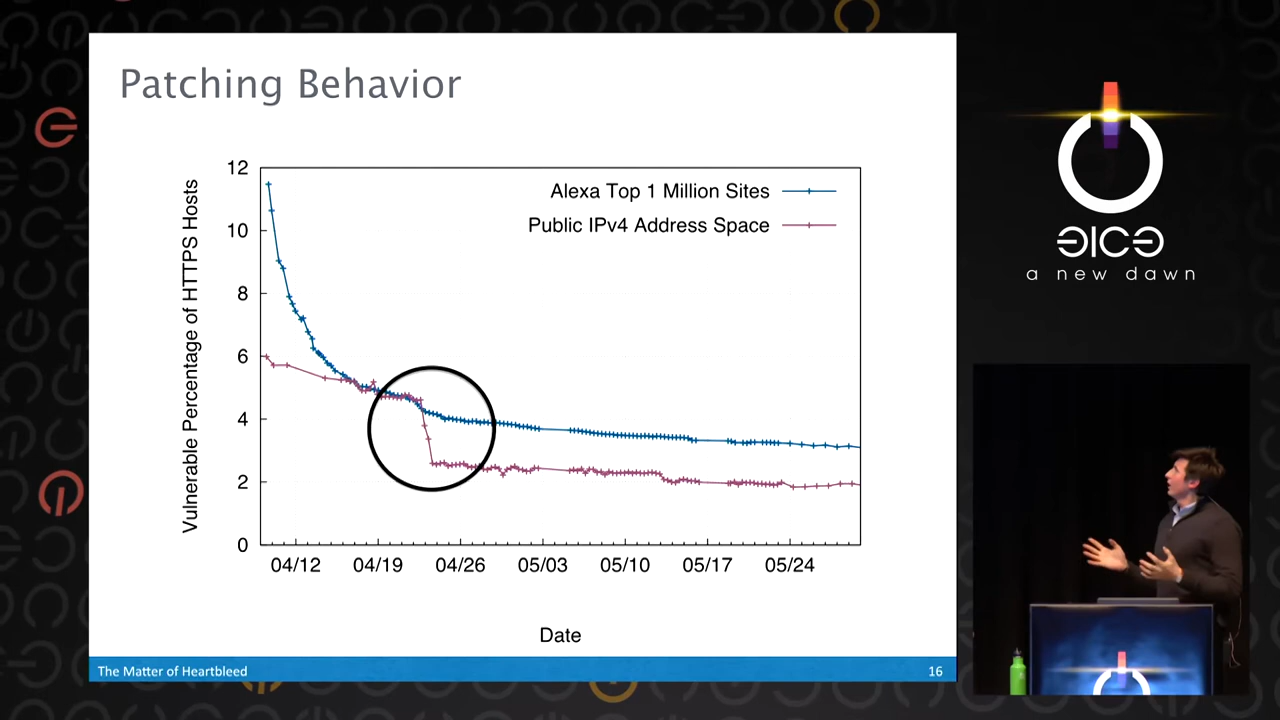 Patching Behavior
Vulnerable Percentage of HTTPS Hosts
12
10
8
6
4
2
0
Alexa Top 1 Million Sites
Public IPv4 Address Space
04/12 04/19 04/26 05/03 05/10 05/17 05/24
Date
The Matter of Heartbleed 16
a new dawn